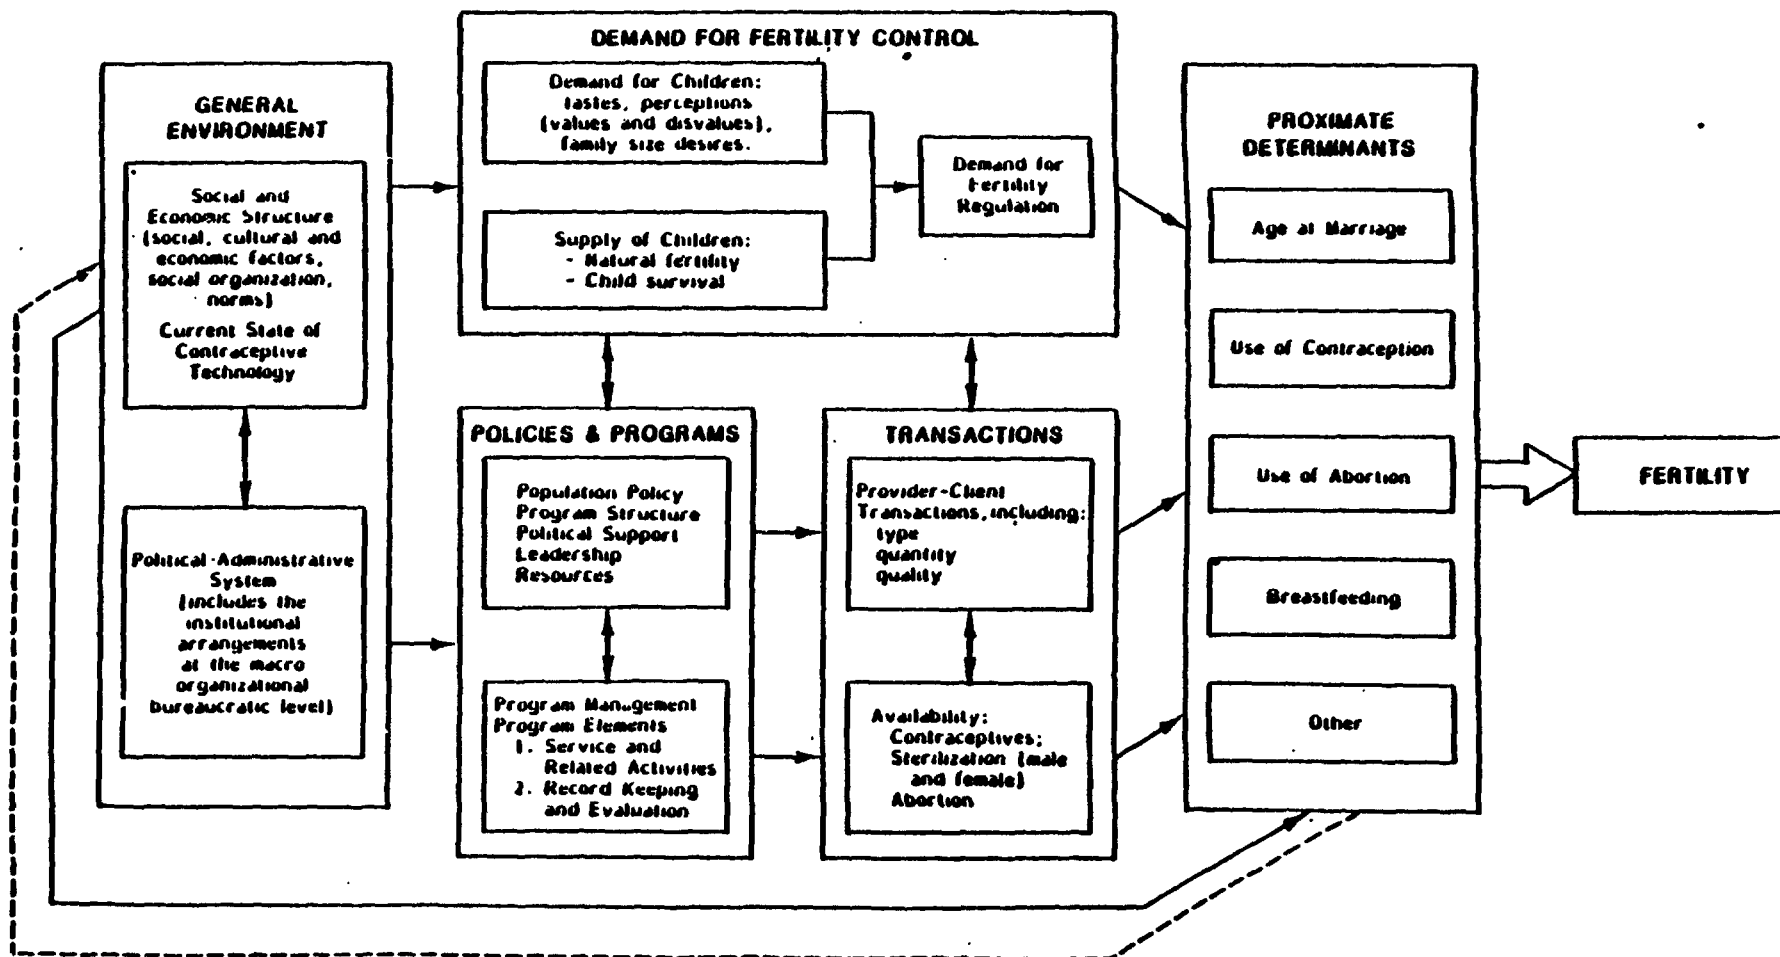 DEMAND FOR FERTILITY CONTROL
Demand for Children:
tastes, perceptions
(values and disvalues),
family size desires.
Supply of Children:
- Natural fertility
- Child survival
Demand for
Fertility
Regulation
GENERAL
ENVIRONMENT
Social and
Economic Structure
(social, cultural and
economic factors,
social organization,
norms)
Current State of
Contraceptive
Technology
Political-Administrative
System
(includes the
institutional
arrangements
at the macro
organizational
bureaucratic level)
POLICIES & PROGRAMS
Population Policy
Program Structure
Political Support
Leadership
Resources
Program Management
Program Elements
1. Service and
Related Activities
2. Record Keeping
and Evaluation
TRANSACTIONS
Provider-Client
Transactions, including:
type
quantity
quality
Availability:
Contraceptives;
Sterilization (male
and female)
Abortion
PROXIMATE
DETERMINANTS
Age at Marriage
Use of Contraception
Use of Abortion
Breastfeeding
Other
FERTILITY